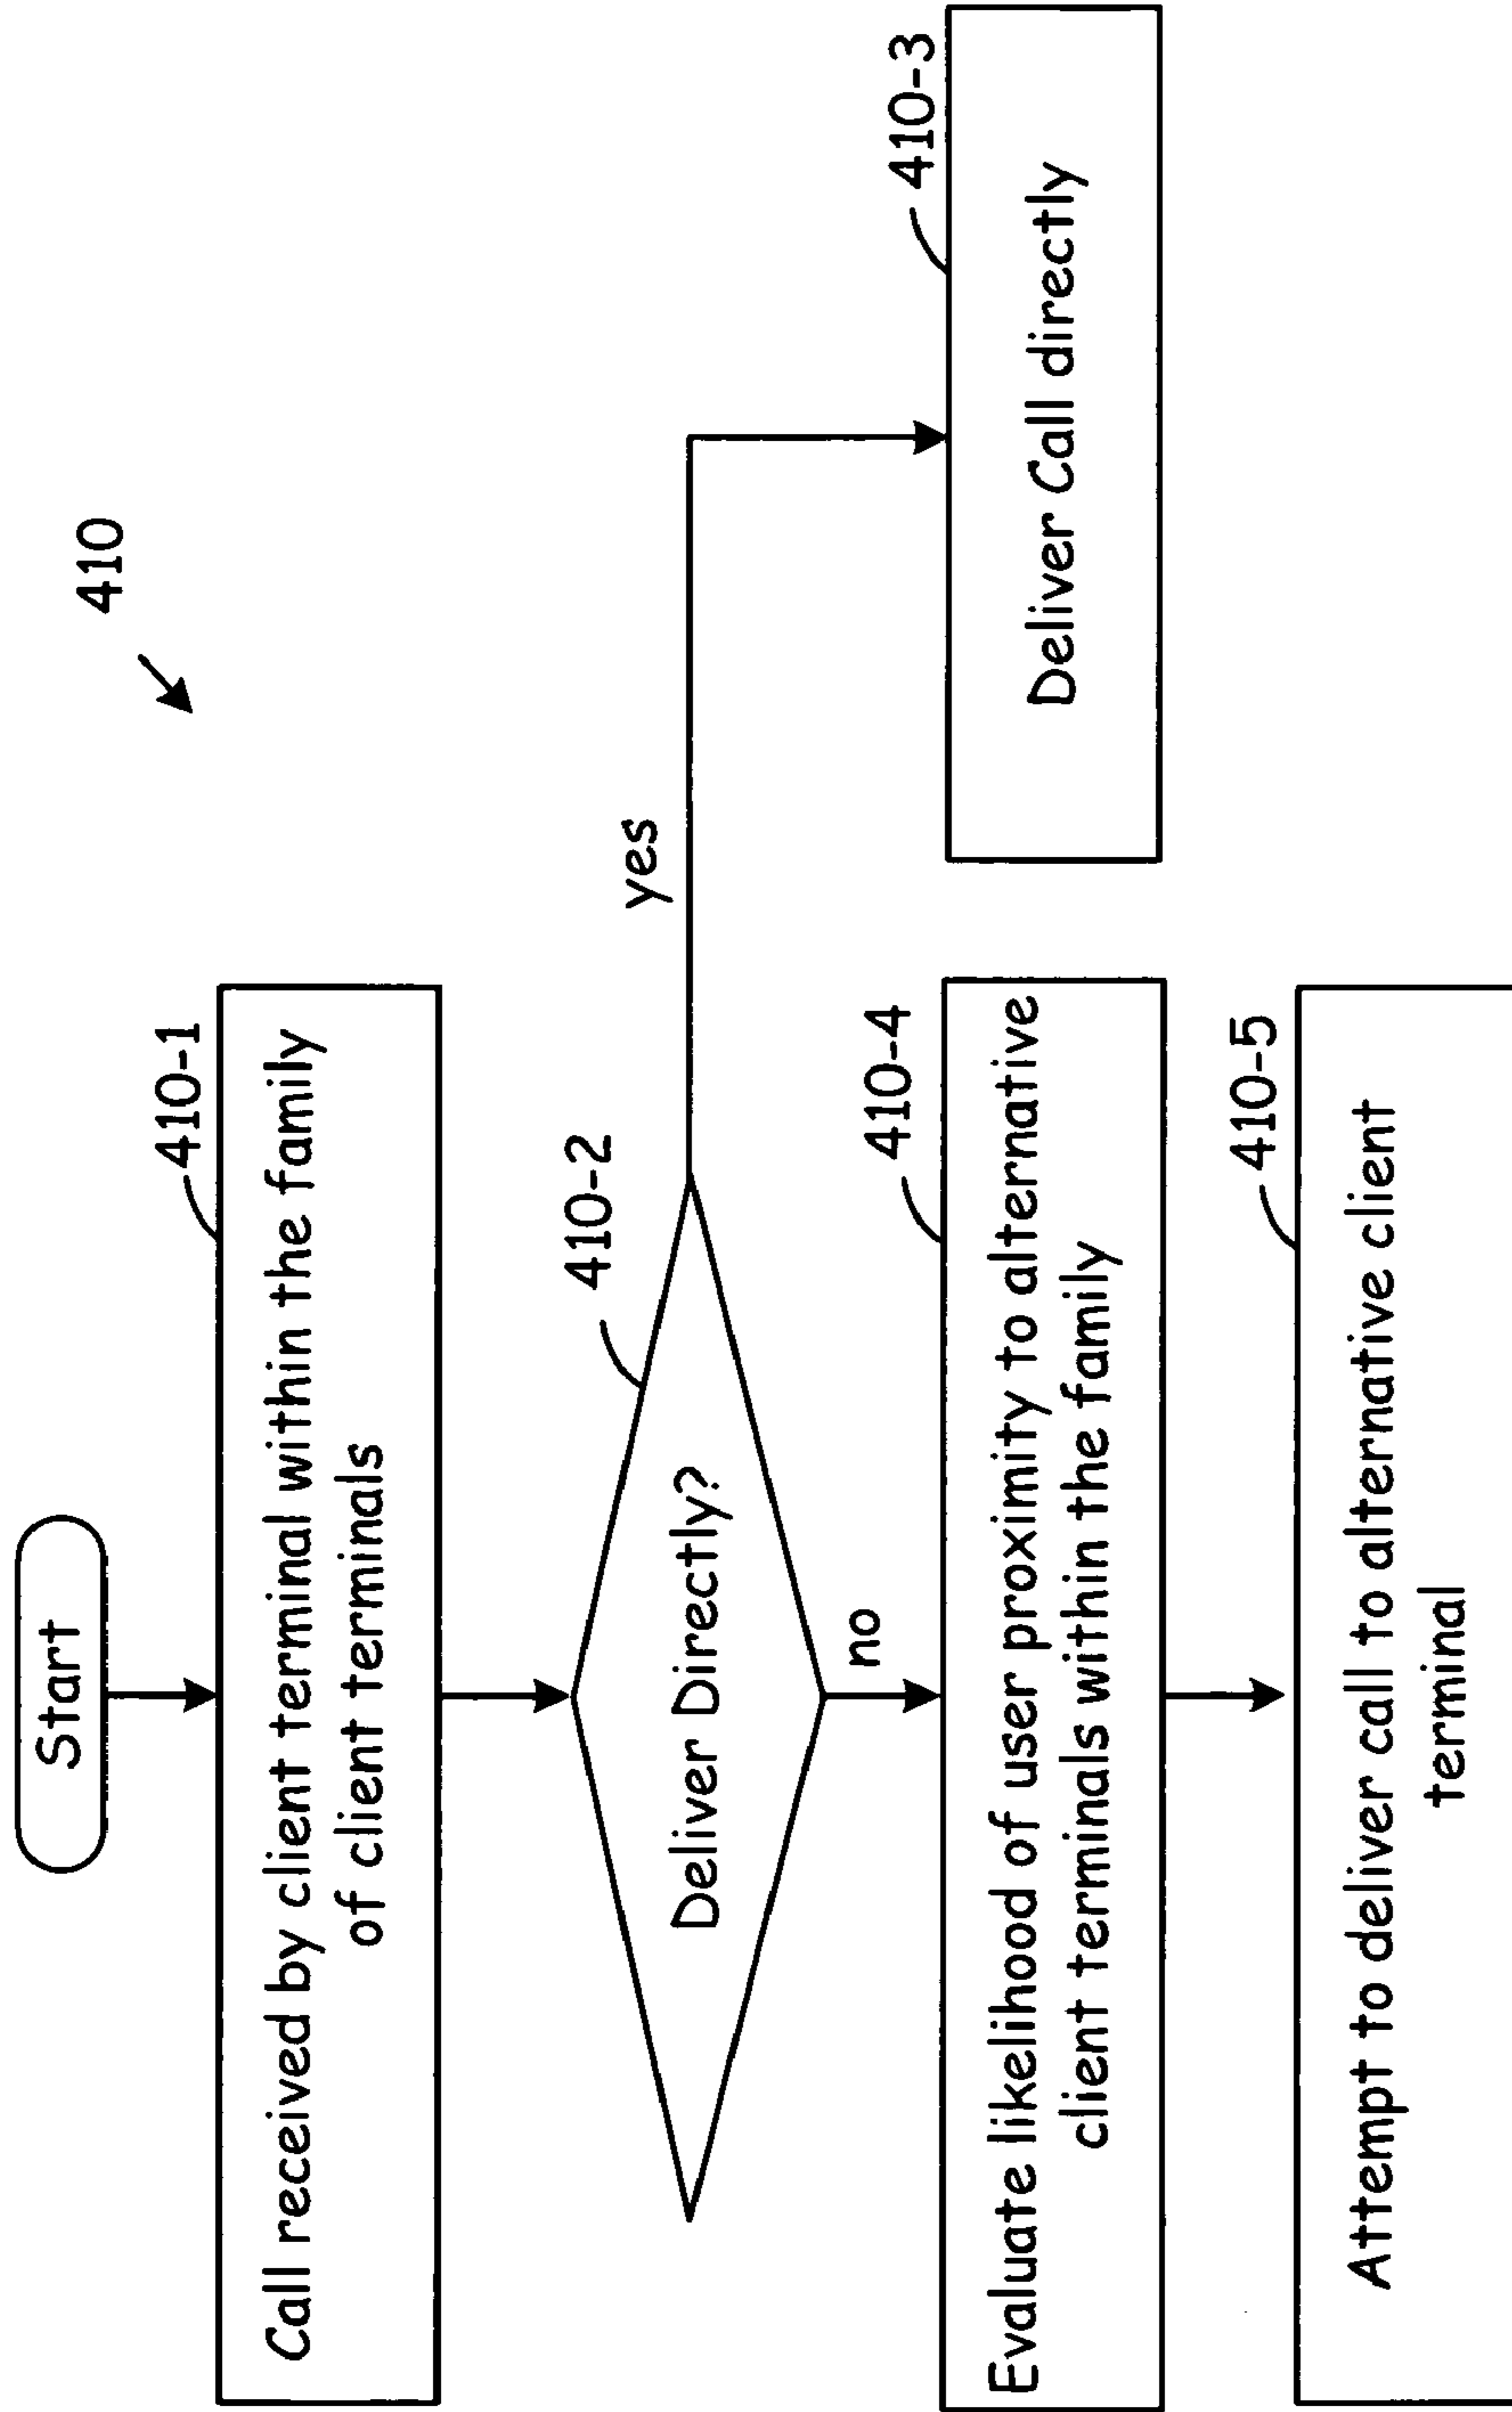 410
Start
410-1
Call received by client terminal within the family
of client terminals
410-2
Deliver Directly?
yes
no
410-3
Deliver Call directly
410-4
Evaluate likelihood of user proximity to alternative
client terminals within the family
410-5
Attempt to deliver call to alternative client
terminal